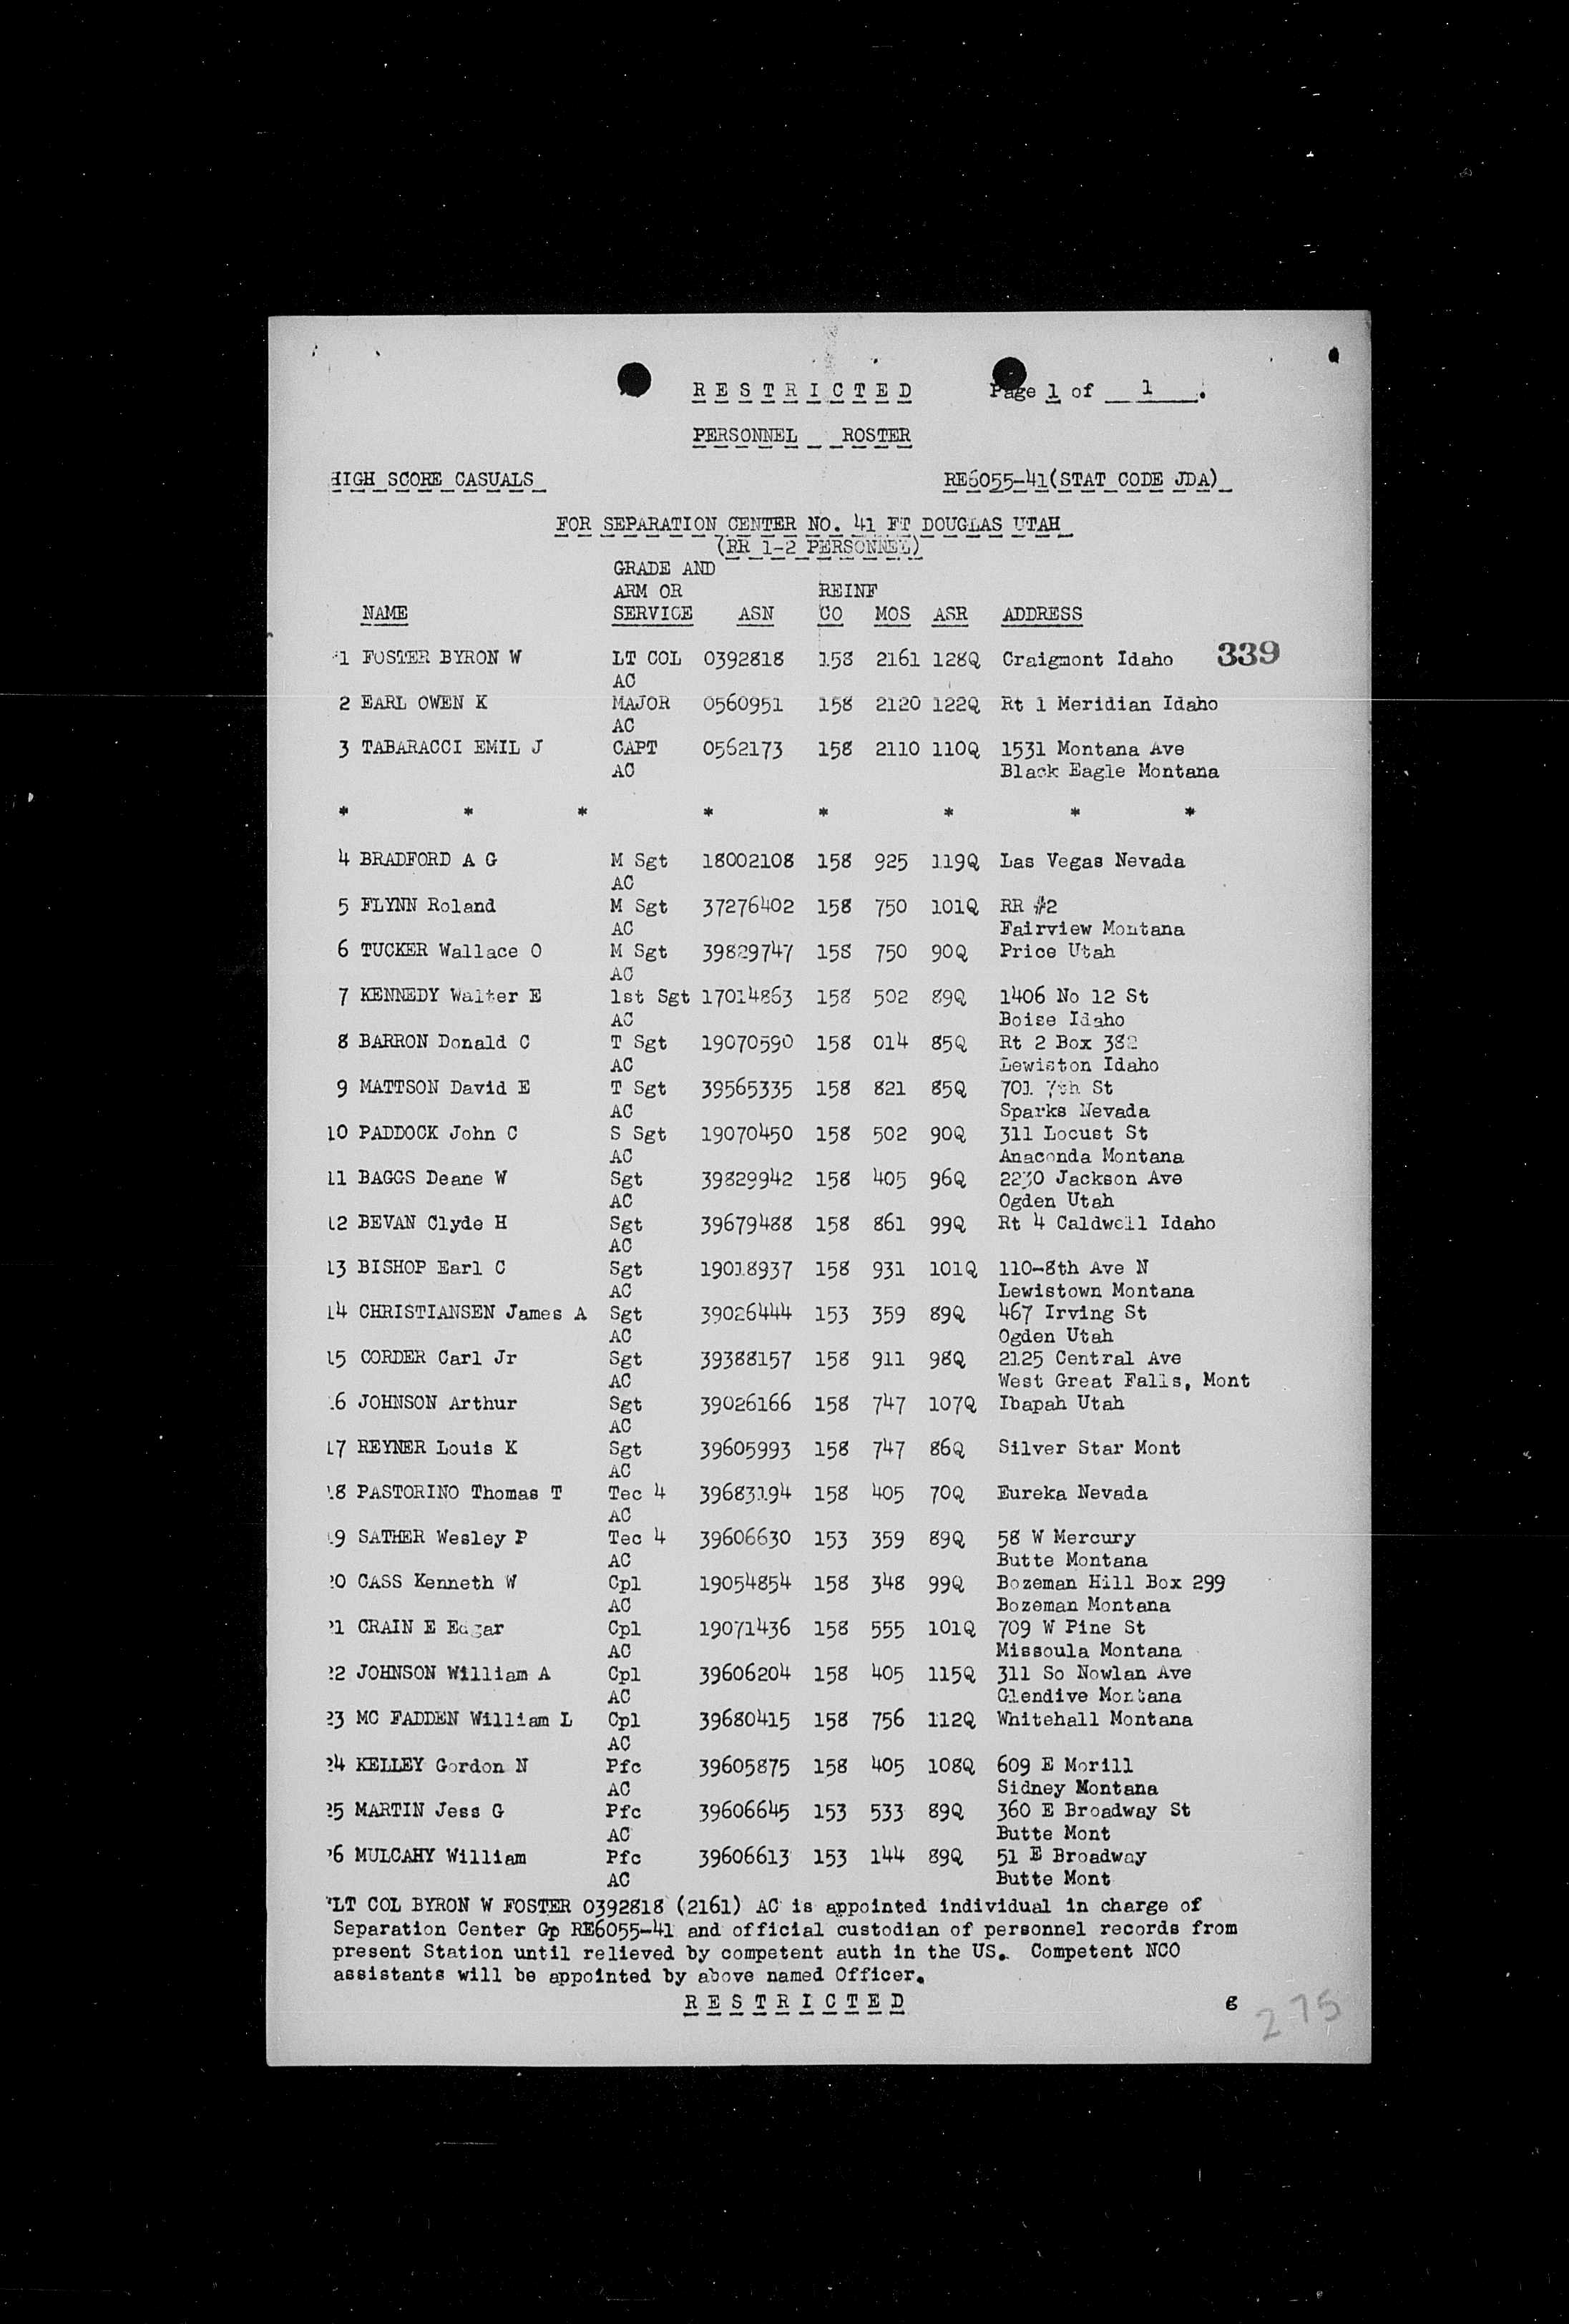 RESTRICTED Page 1 of 1.
PERSONNEL ROSTER
HIGH SCORE CASUALS RE6055-41(STAT CODE JDA)
FOR SEPARATION CENTER NO. 41 FT DOUGLAS UTAH
(RR 1-2 PERSONNEL)
GRADE AND
ARM OR REINF
NAME SERVICE ASN CO MOS ASR ADDRESS
*1 FOSTER BYRON W LT COL 0392818 158 2161 128Q Craigmont Idaho 339
AC
2 EARL OWEN K MAJOR 0560951 158 2120 122Q Rt 1 Meridian Idaho
AC
3 TABARACCI EMIL J CAPT 0562173 158 2110 110Q 1531 Montana Ave
AC Black Eagle Montana
* * * * * * * *
4 BRADFORD A G M Sgt 18002108 158 925 119Q Las Vegas Nevada
AC
5 FLYNN Roland M Sgt 37276402 158 750 101Q RR #2
AC Fairview Montana
6 TUCKER Wallace O M Sgt 39829747 158 750 90Q Price Utah
AC
7 KENNEDY Walter E 1st Sgt 17014863 158 502 89Q 1406 No 12 St
AC Boise Idaho
8 BARRON Donald C T Sgt 19070590 158 014 85Q Rt 2 Box 382
AC Lewiston Idaho
9 MATTSON David E T Sgt 39565335 158 821 85Q 701 7th St
AC Sparks Nevada
10 PADDOCK John C S Sgt 19070450 158 502 90Q 311 Locust St
AC Anaconda Montana
11 BAGGS Deane W Sgt 39829942 158 405 96Q 2230 Jackson Ave
AC Ogden Utah
12 BEVAN Clyde H Sgt 39679488 158 861 99Q Rt 4 Caldwell Idaho
AC
13 BISHOP Earl C Sgt 19018937 158 931 101Q 110-8th Ave N
AC Lewistown Montana
14 CHRISTIANSEN James A Sgt 39026444 153 359 89Q 467 Irving St
AC Ogden Utah
15 CORDER Carl Jr Sgt 39388157 158 911 98Q 2125 Central Ave
AC West Great Falls, Mont
16 JOHNSON Arthur Sgt 39026166 158 747 107Q Ibapah Utah
AC
17 REYNER Louis K Sgt 39605993 158 747 86Q Silver Star Mont
AC
18 PASTORINO Thomas T Tec 4 39683194 158 405 70Q Eureka Nevada
AC
19 SATHER Wesley P Tec 4 39606630 153 359 89Q 58 W Mercury
AC Butte Montana
20 CASS Kenneth W Cpl 19054854 158 348 99Q Bozeman Hill Box 299
AC Bozeman Montana
21 CRAIN E Edgar Cpl 19071436 158 555 101Q 709 W Pine St
AC Missoula Montana
22 JOHNSON William A Cpl 39606204 158 405 115Q 311 So Nowlan Ave
AC Glendive Montana
23 MC FADDEN William L Cpl 39680415 158 756 112Q Whitehall Montana
AC
24 KELLEY Gordon N Pfc 39605875 158 405 108Q 609 E Morill
AC Sidney Montana
25 MARTIN Jess G Pfc 39606645 153 533 89Q 360 E Broadway St
AC Butte Mont
26 MULCAHY William Pfc 39606613 153 144 89Q 51 E Broadway
AC Butte Mont
*LT COL BYRON W FOSTER 0392818 (2161) AC is appointed individual in charge of
Separation Center Gp RE6055-41 and official custodian of personnel records from
present Station until relieved by competent auth in the US. Competent NCO
assistants will be appointed by above named Officer.
RESTRICTED g
275